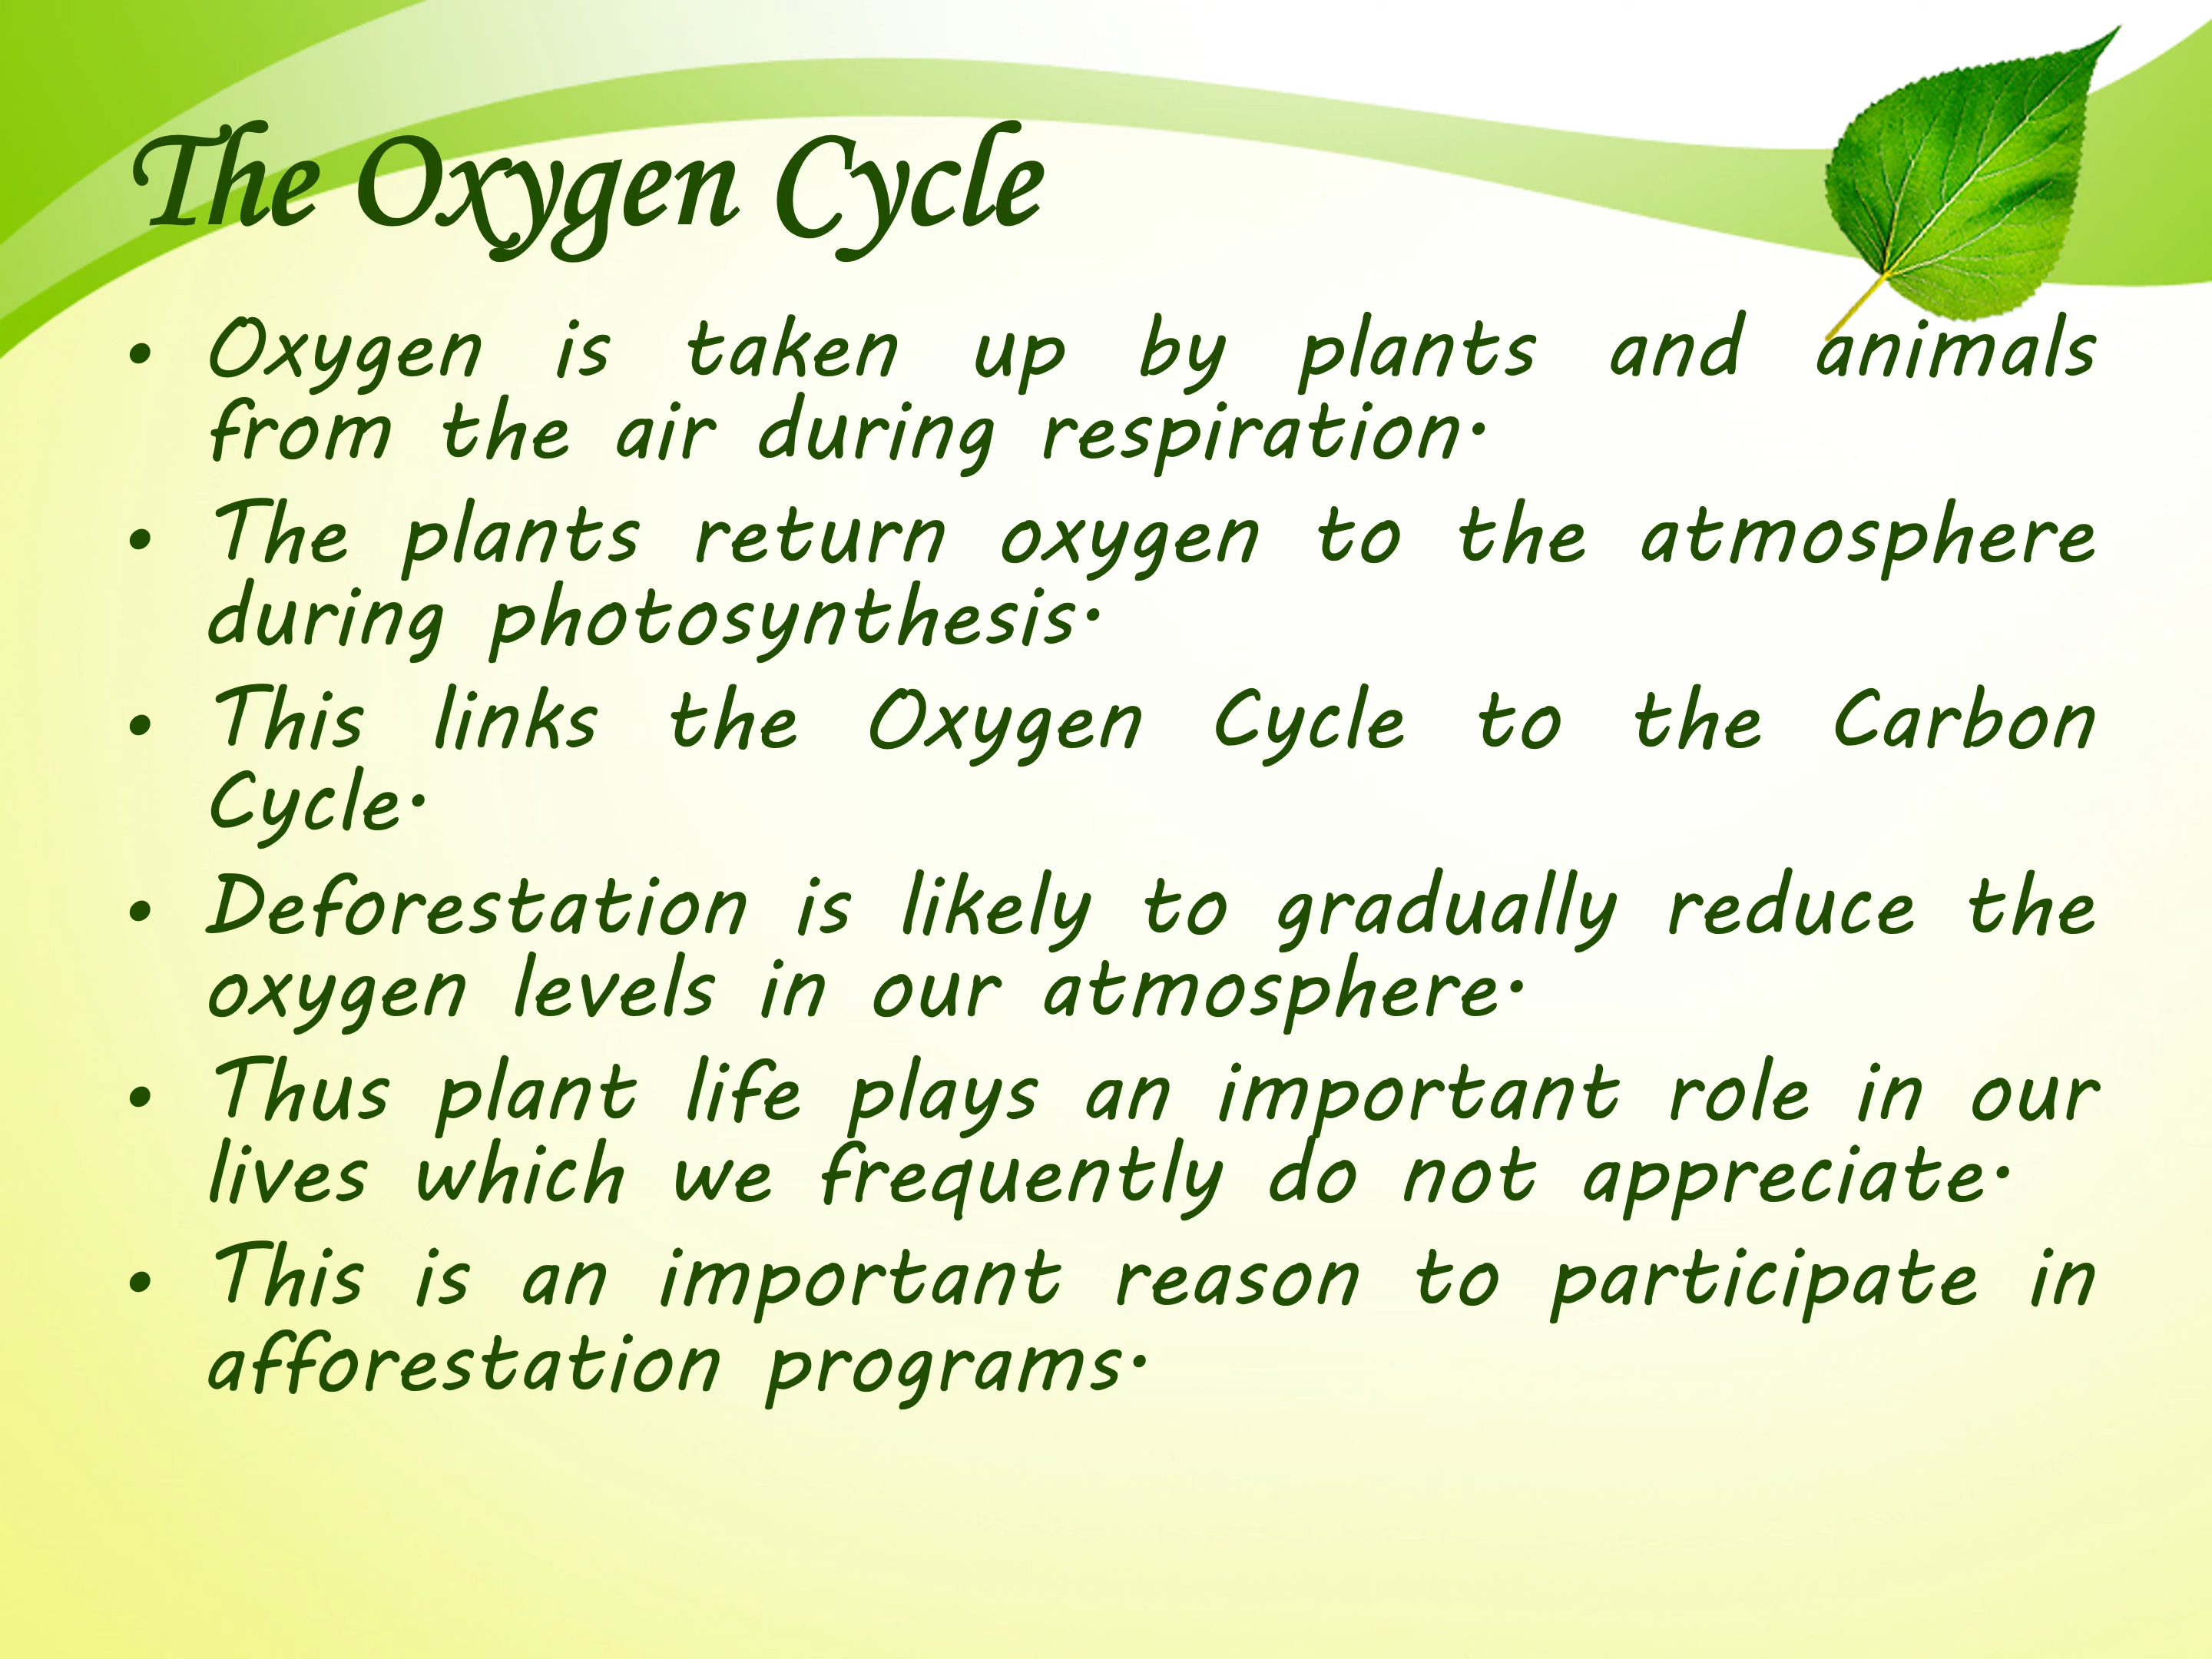 The Oxygen Cycle
• Oxygen is taken up by plants and animals
from the air during respiration.
• The plants return oxygen to the atmosphere
during photosynthesis.
• This links the Oxygen Cycle to the Carbon
Cycle.
• Deforestation is likely to gradually reduce the
oxygen levels in our atmosphere.
• Thus plant life plays an important role in our
lives which we frequently do not appreciate.
• This is an important reason to participate in
afforestation programs.